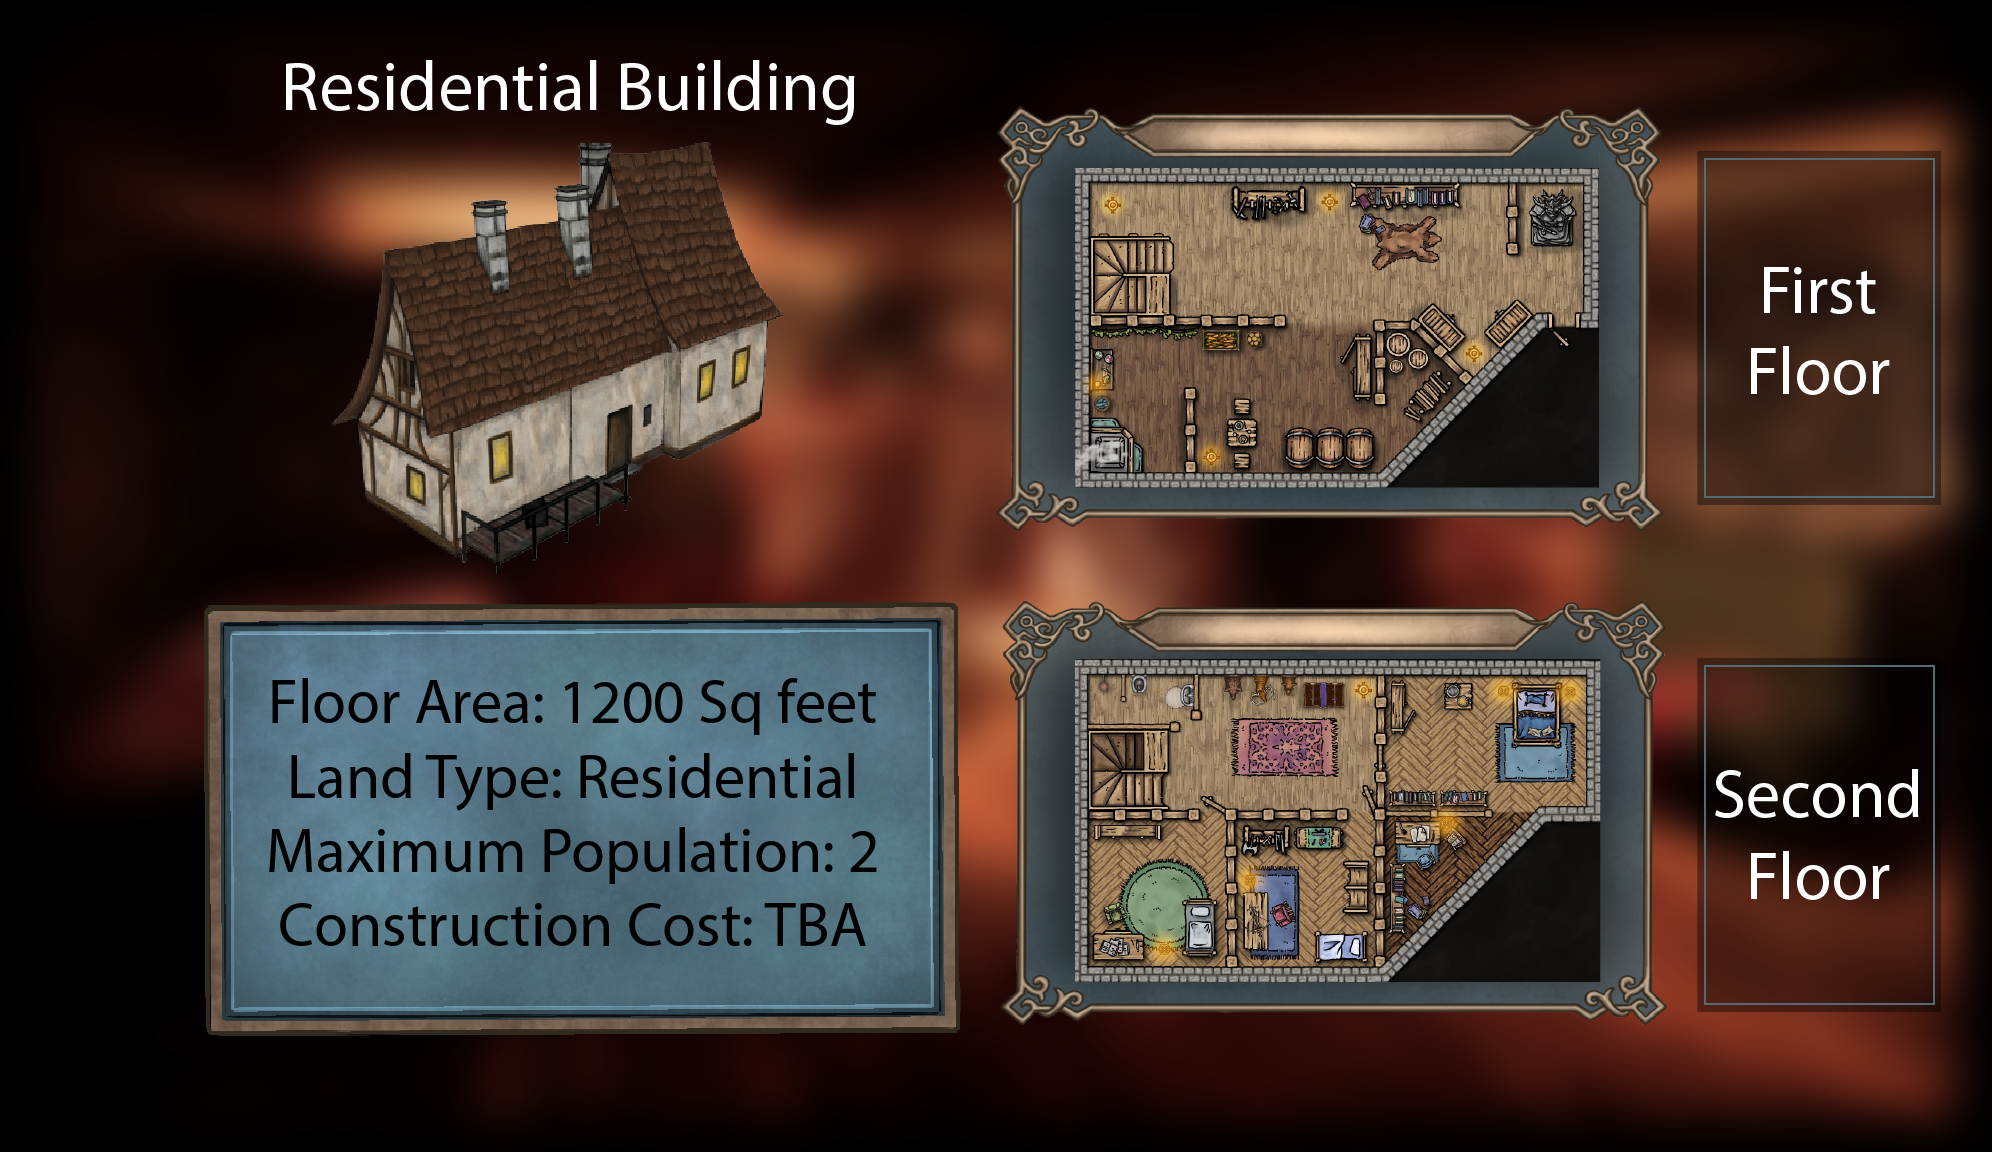 Residential Building
First
Floor
Floor Area: 1200 Sq feet
Land Type: Residential
Maximum Population: 2
Construction Cost: TBA
Second
Floor